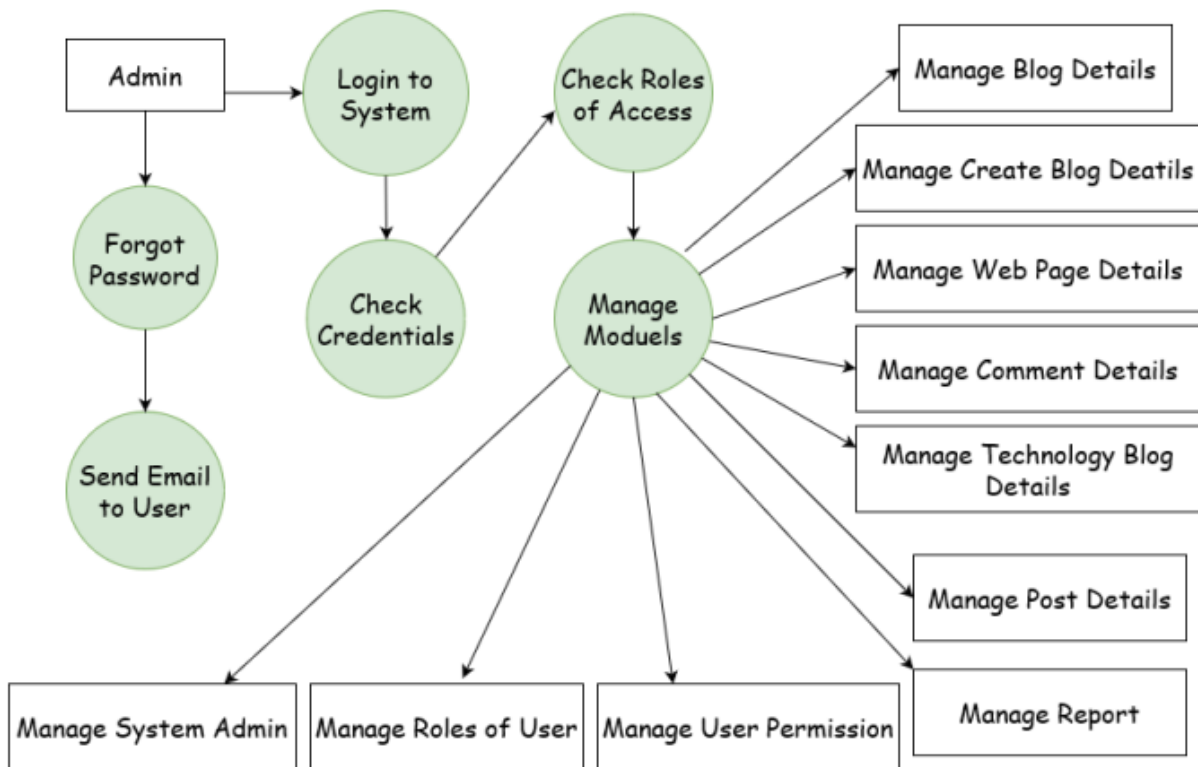 Admin
Login to
System
Check Roles
of Access
Manage Blog Details
Manage Create Blog Deatils
Forgot
Password
Check
Credentials
Manage
Moduels
Manage Web Page Details
Manage Comment Details
Manage Technology Blog
Details
Send Email
to User
Manage Post Details
Manage System Admin
Manage Roles of User
Manage User Permission
Manage Report